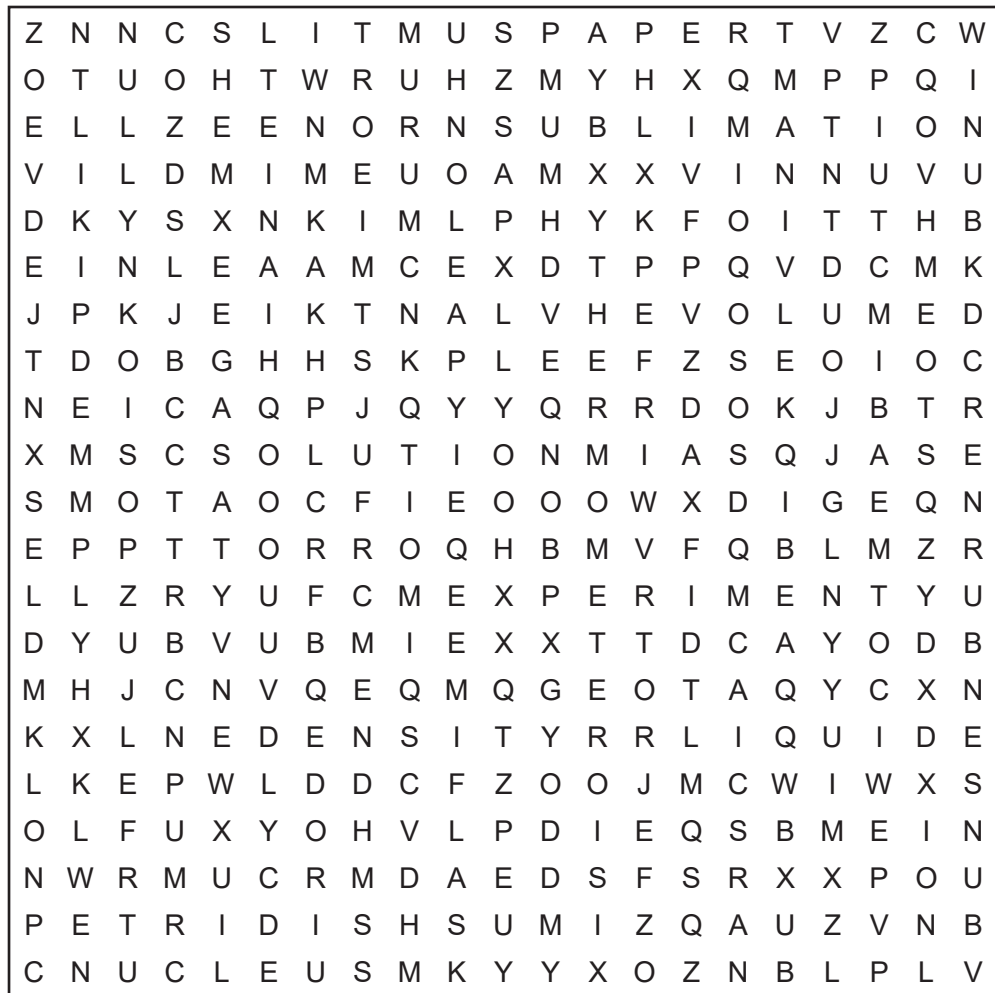 Z N N C S L I T M U S P A P E R T V Z C W
O T U O H T W R U H Z M Y H X Q M P P Q I
E L L Z E E N O R N S U B L I M A T I O N
V I L D M I M E U O A M X X V I N N U V U
D K Y S X N K I M L P H Y K F O I T T H B
E I N L E A A M C E X D T P P Q V D C M K
J P K J E I K T N A L V H E V O L U M E D
T D O B G H H S K P L E E F Z S E O I O C
N E I C A Q P J Q Y Y Q R R D O K J B T R
X M S C S O L U T I O N M I A S Q J A S E
S M O T A O C F I E O O O W X D I G E Q N
E P P T T O R R O Q H B M V F Q B L M Z R
L L Z R Y U F C M E X P E R I M E N T Y U
D Y U B V U B M I E X X T T D C A Y O D B
M H J C N V Q E Q M Q G E O T A Q Y C X N
K X L N E D E N S I T Y R R L I Q U I D E
L K E P W L D D C F Z O O J M C W I W X S
O L F U X Y O H V L P D I E Q S B M E I N
N W R M U C R M D A E D S F S R X X P O U
P E T R I D I S H S U M I Z Q A U Z V N B
C N U C L E U S M K Y Y X O Z N B L P L V